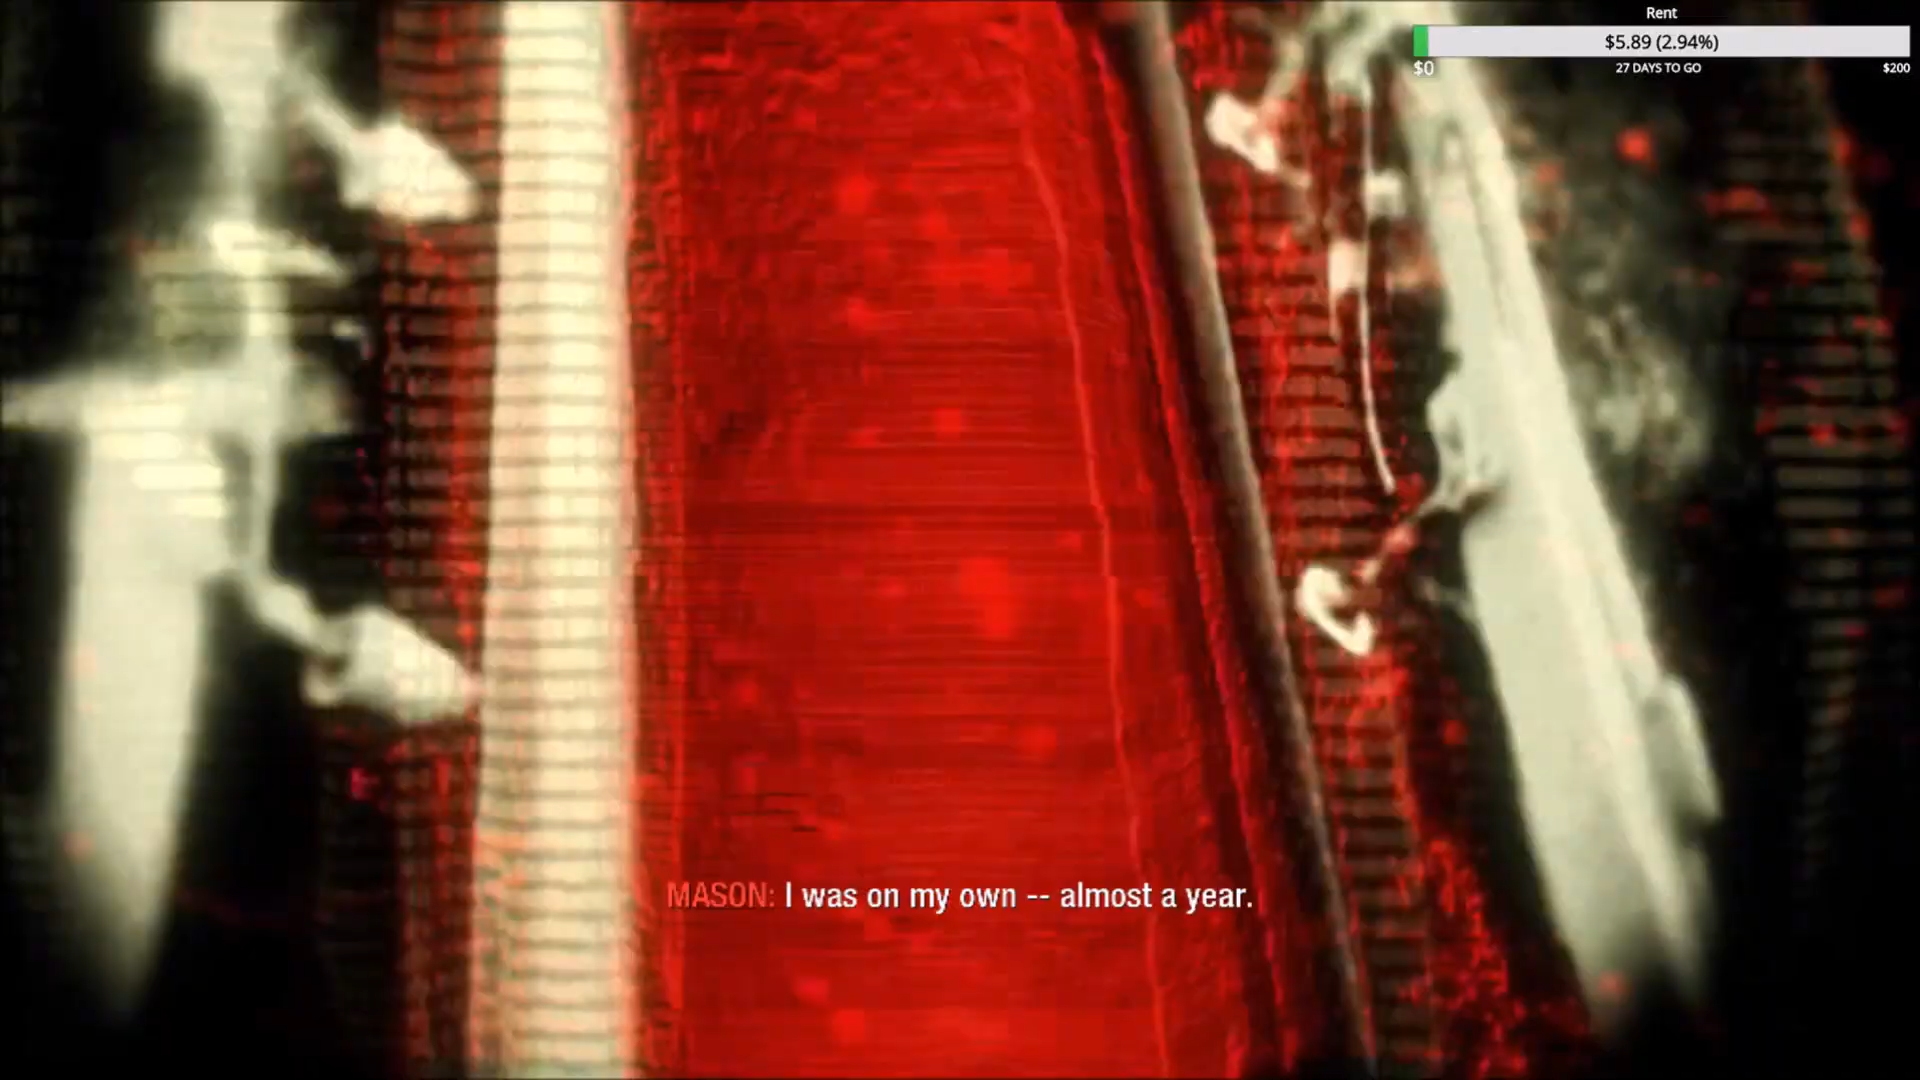 Rent
$5.89 (2.94%)
$0
27 DAYS TO GO
$200
MASON: I was on my own -- almost a year.